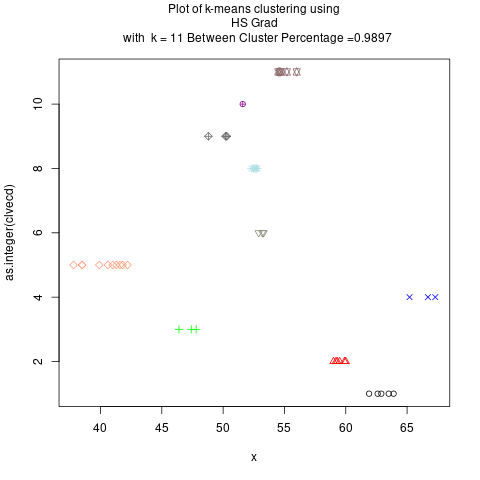 Plot of k-means clustering using
HS Grad
with k = 11 Between Cluster Percentage =0.9897
as.integer(clvecd)
10
8
6
4
2
40 45 50 55 60 65
x